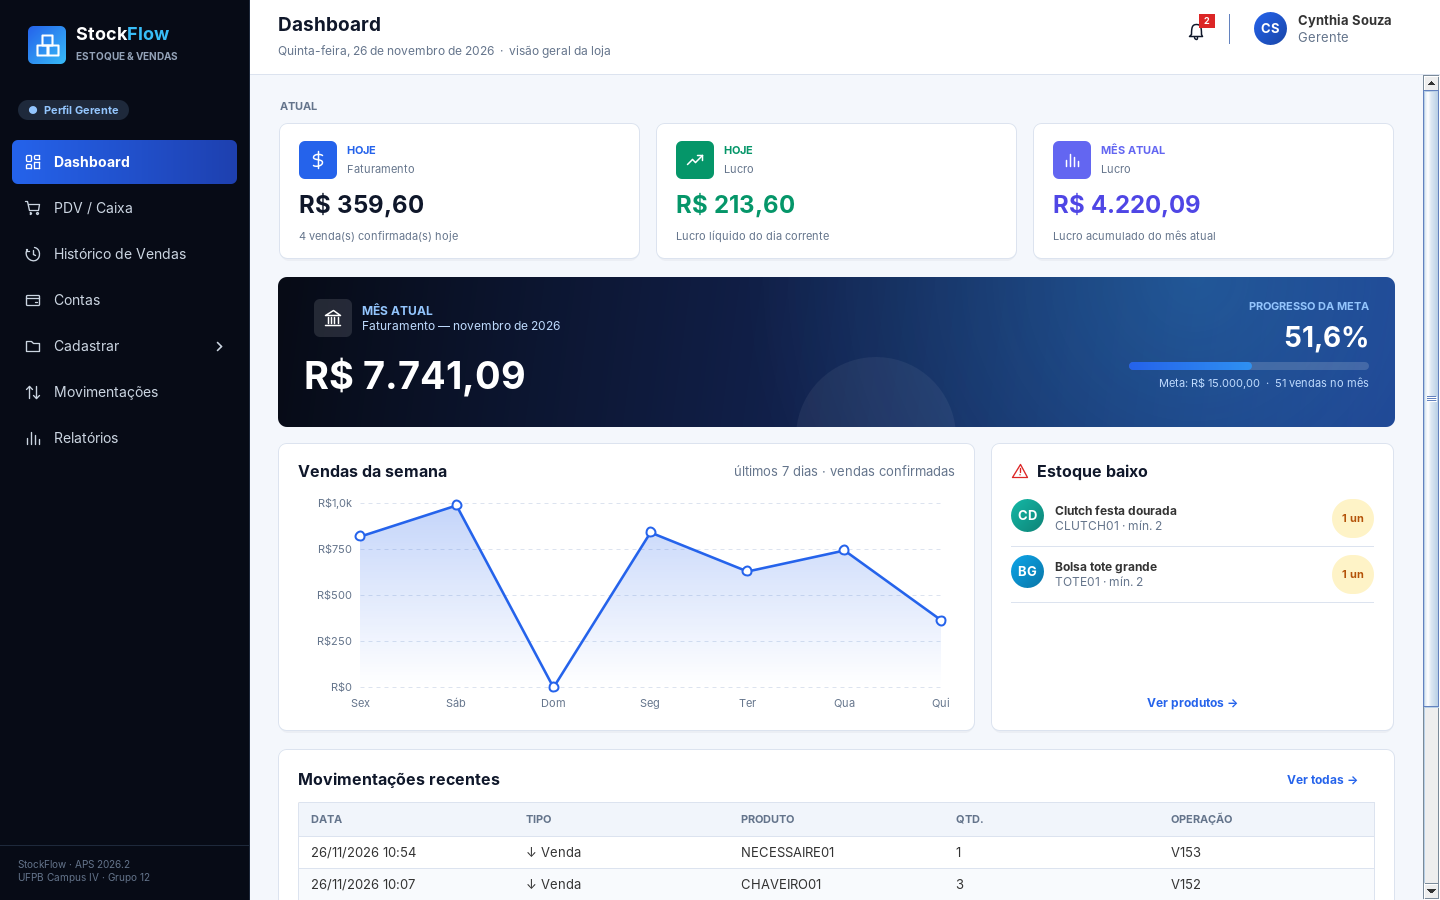 StockFlow
ESTOQUE & VENDAS
Perfil Gerente
Dashboard
PDV / Caixa
Histórico de Vendas
Contas
Cadastrar
Movimentações
Relatórios
StockFlow · APS 2026.2
UFPB Campus IV · Grupo 12
Dashboard
Quinta-feira, 26 de novembro de 2026 · visão geral da loja
2
CS
Cynthia Souza
Gerente
ATUAL
HOJE
Faturamento
R$ 359,60
4 venda(s) confirmada(s) hoje
HOJE
Lucro
R$ 213,60
Lucro líquido do dia corrente
MÊS ATUAL
Lucro
R$ 4.220,09
Lucro acumulado do mês atual
MÊS ATUAL
Faturamento — novembro de 2026
R$ 7.741,09
PROGRESSO DA META
51,6%
Meta: R$ 15.000,00 · 51 vendas no mês
Vendas da semana
últimos 7 dias · vendas confirmadas
R$1,0k
R$750
R$500
R$250
R$0
Sex Sáb Dom Seg Ter Qua Qui
Estoque baixo
CD
Clutch festa dourada
CLUTCH01 · mín. 2
1 un
BG
Bolsa tote grande
TOTE01 · mín. 2
1 un
Ver produtos →
Movimentações recentes
Ver todas →
DATA TIPO PRODUTO QTD. OPERAÇÃO
26/11/2026 10:54 ↓ Venda NECESSAIRE01 1 V153
26/11/2026 10:07 ↓ Venda CHAVEIRO01 3 V152